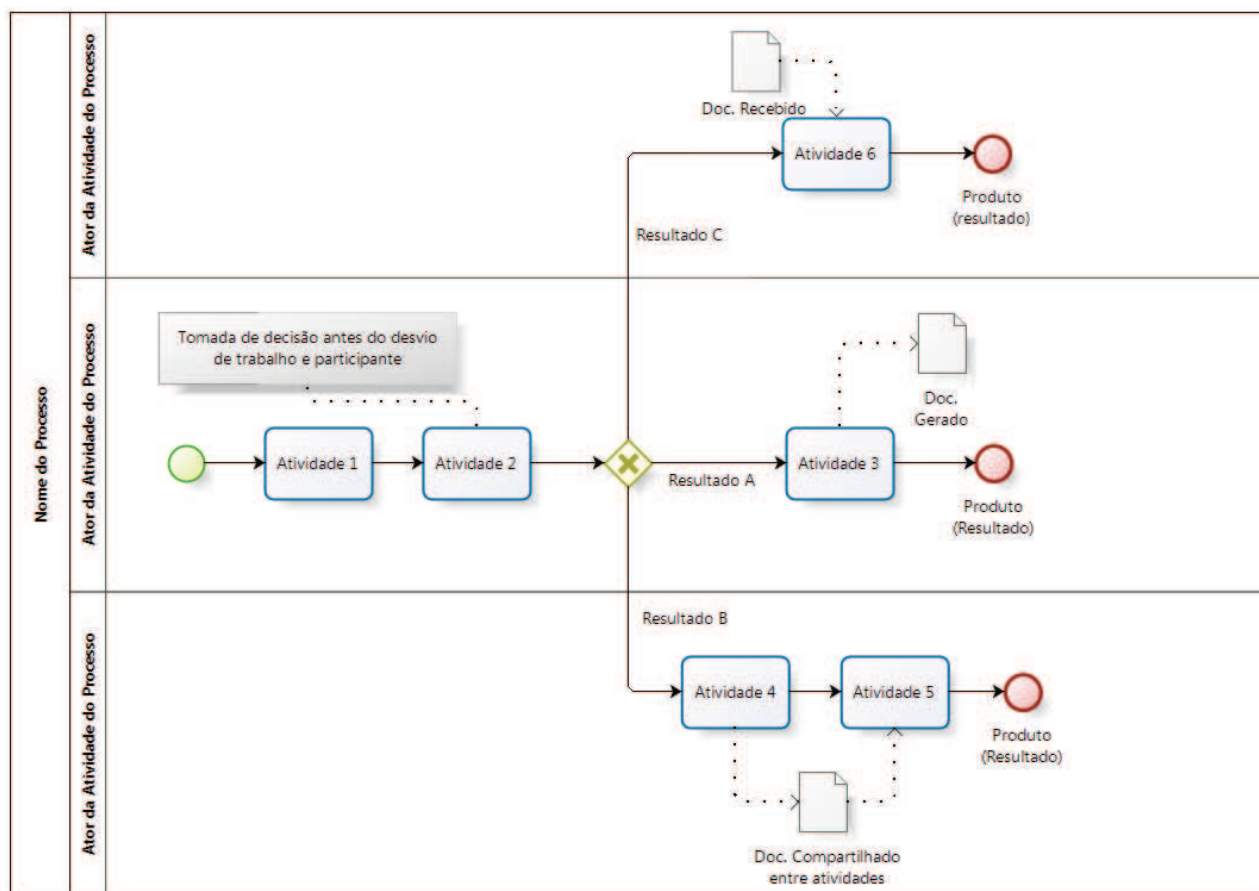 Nome do Processo
Ator da Atividade do Processo
Doc. Recebido
Atividade 6
Produto
(resultado)
Resultado C
Ator da Atividade do Processo
Tomada de decisão antes do desvio
de trabalho e participante
Doc.
Gerado
Atividade 1
Atividade 2
Resultado A
Atividade 3
Produto
(Resultado)
Ator da Atividade do Processo
Resultado B
Atividade 4
Atividade 5
Produto
(Resultado)
Doc. Compartilhado
entre atividades